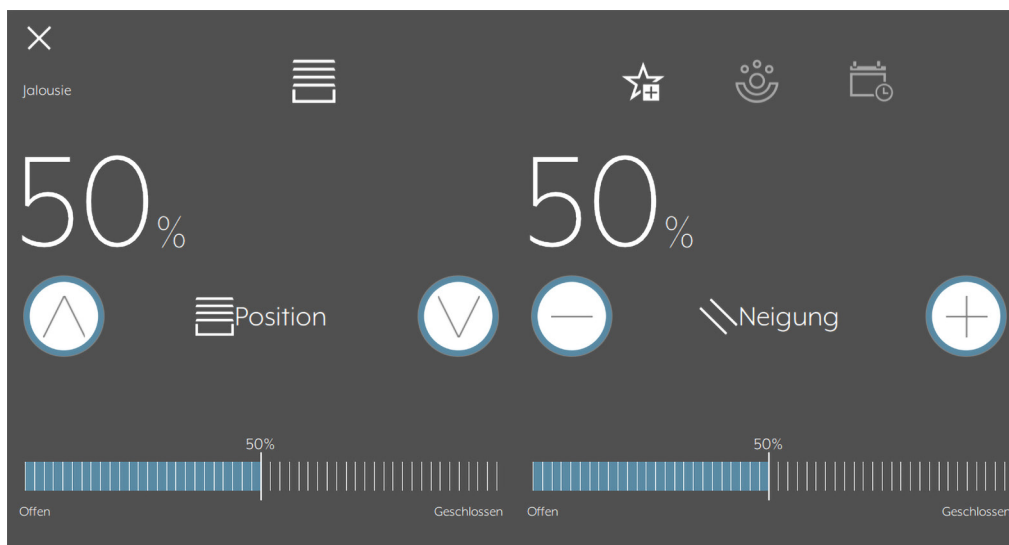 Jalousie
50%
50%
Position
Neigung
50%
50%
Offen
Geschlossen
Offen
Geschlossen